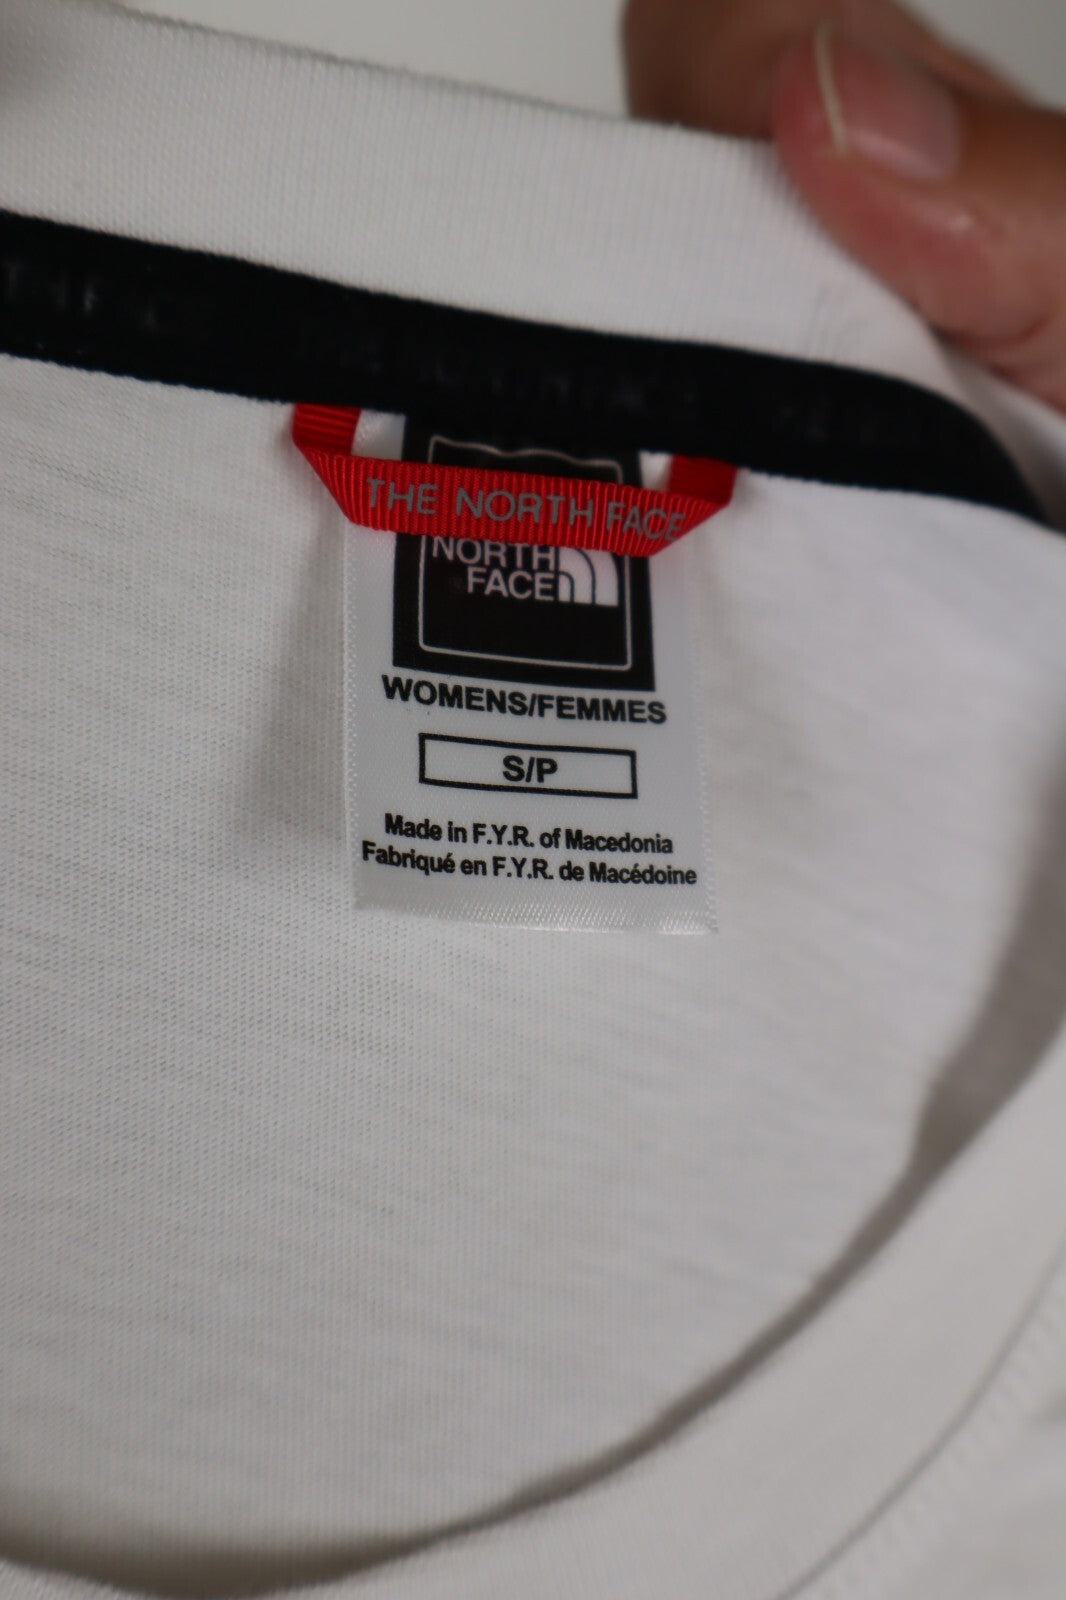 THE NORTH FACE
NORTH
FACE
WOMENS/FEMMES
S/P
Made in F.Y.R. of Macedonia
Fabriqué en F.Y.R. de Macédoine